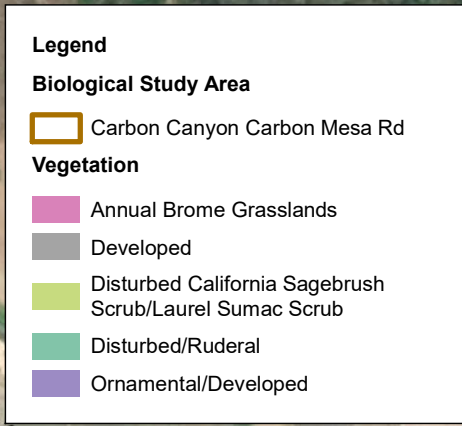 Legend
Biological Study Area
Carbon Canyon Carbon Mesa Rd
Vegetation
Annual Brome Grasslands
Developed
Disturbed California Sagebrush
Scrub/Laurel Sumac Scrub
Disturbed/Ruderal
Ornamental/Developed